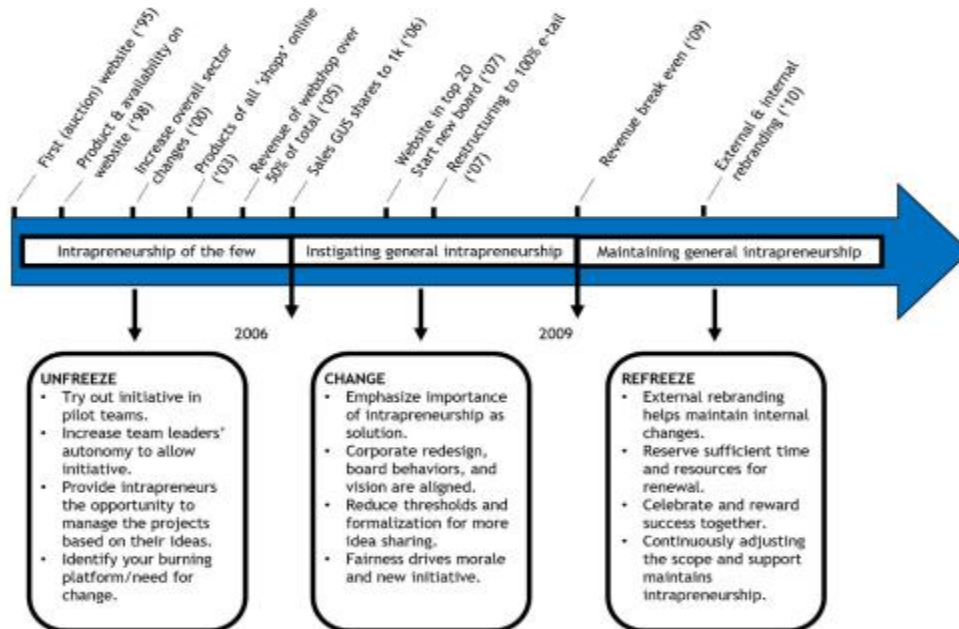 First (auction) website ('95)
Product & availability on
website ('98)
Increase overall sector
changes ('00)
Products of all 'shops' online
('03)
Revenue of webshop over
50% of total ('05)
Sales GUS shares to 1k ('06)
Website in top 20
Start new board ('07)
Restructuring to 100% e-tail
('07)
Revenue break even ('09)
External & internal
rebranding ('10)
Intrapreneurship of the few
Instigating general intrapreneurship
Maintaining general intrapreneurship
2006
2009
UNFREEZE
• Try out initiative in
pilot teams.
• Increase team leaders'
autonomy to allow
initiative.
• Provide intrapreneurs
the opportunity to
manage the projects
based on their ideas.
• Identify your burning
platform/need for
change.
CHANGE
• Emphasize importance
of intrapreneurship as
solution.
• Corporate redesign,
board behaviors, and
vision are aligned.
• Reduce thresholds and
formalization for more
idea sharing.
• Fairness drives morale
and new initiative.
REFREEZE
• External rebranding
helps maintain internal
changes.
• Reserve sufficient time
and resources for
renewal.
• Celebrate and reward
success together.
• Continuously adjusting
the scope and support
maintains
intrapreneurship.